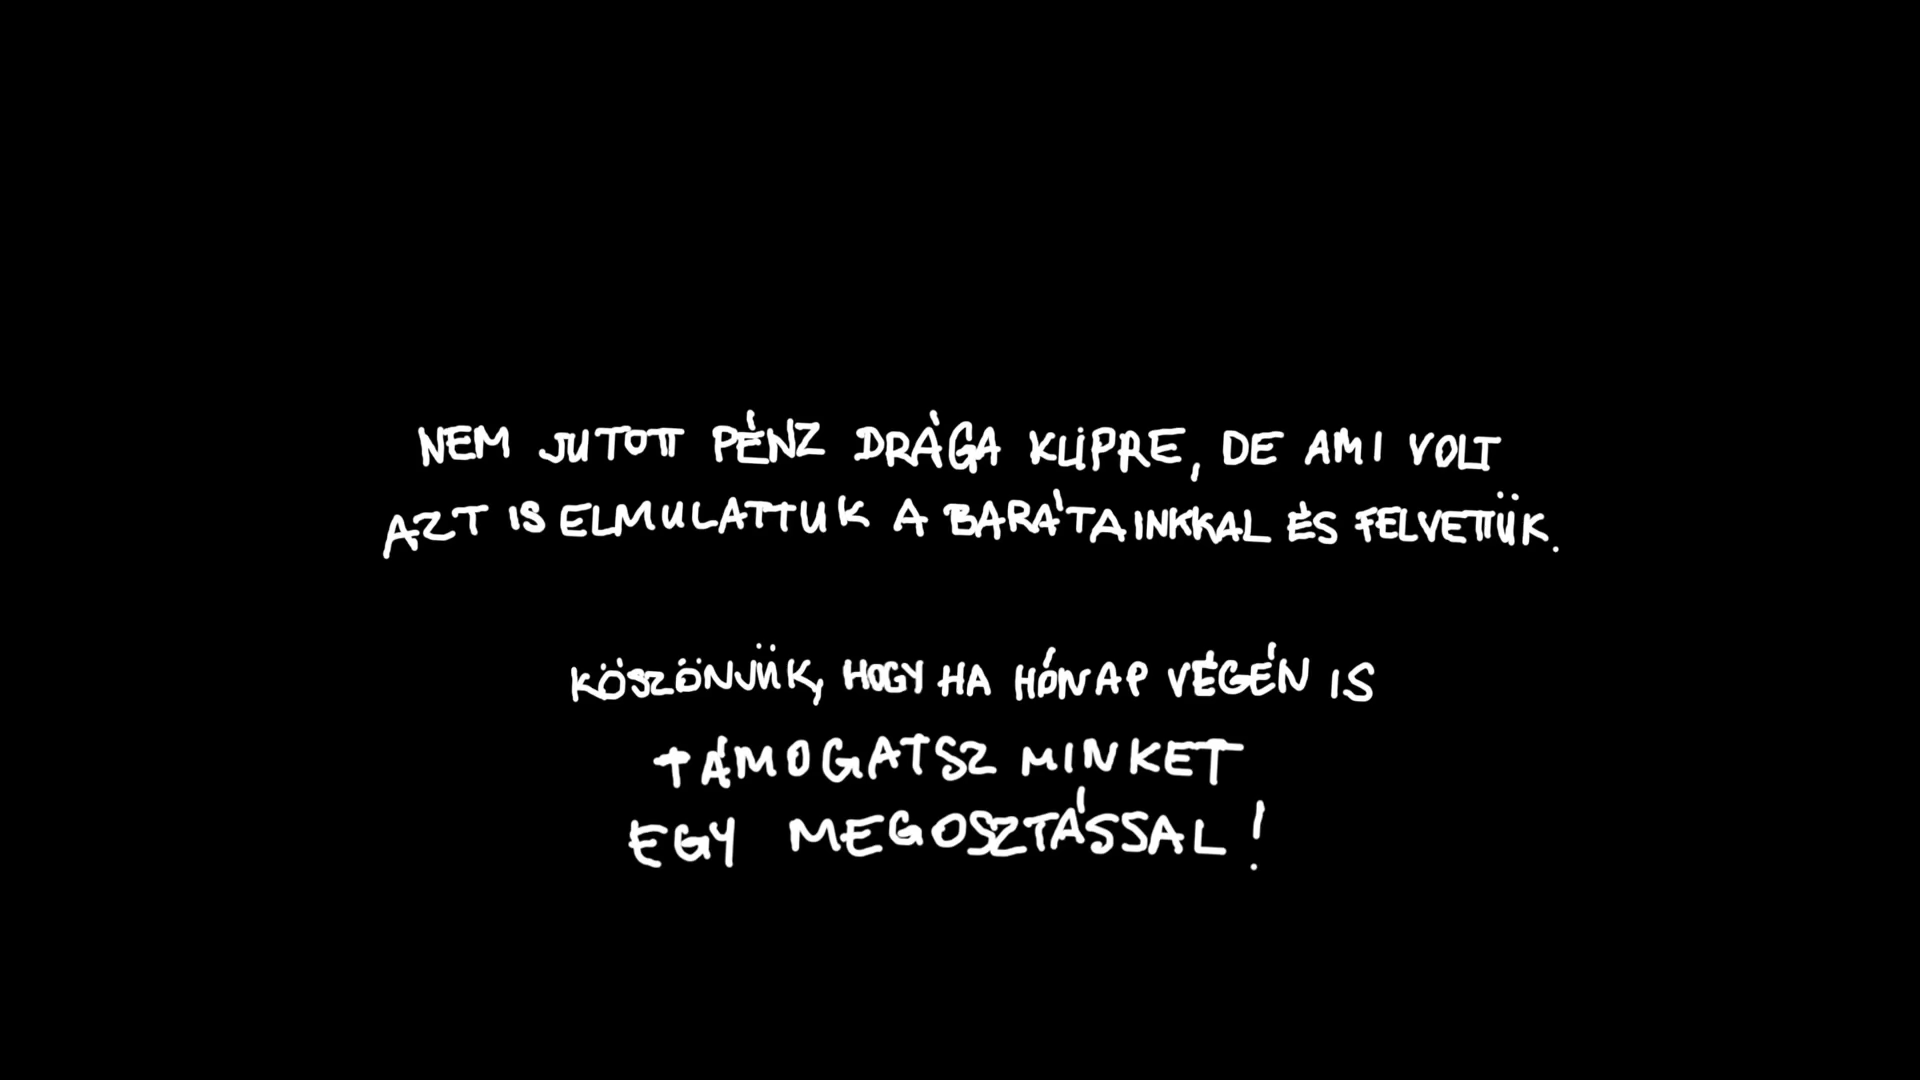 NEM JUTOTT PÉNZ DRÁGA KLIPRE, DE AMI VOLT
AZT IS ELMULATTUK A BARÁTAINKKAL ÉS FELVETTÜK.
KÖSZÖNJÜK, HOGY HA HÓNAP VÉGÉN IS
TÁMOGATSZ MINKET
EGY MEGOSZTÁSSAL!